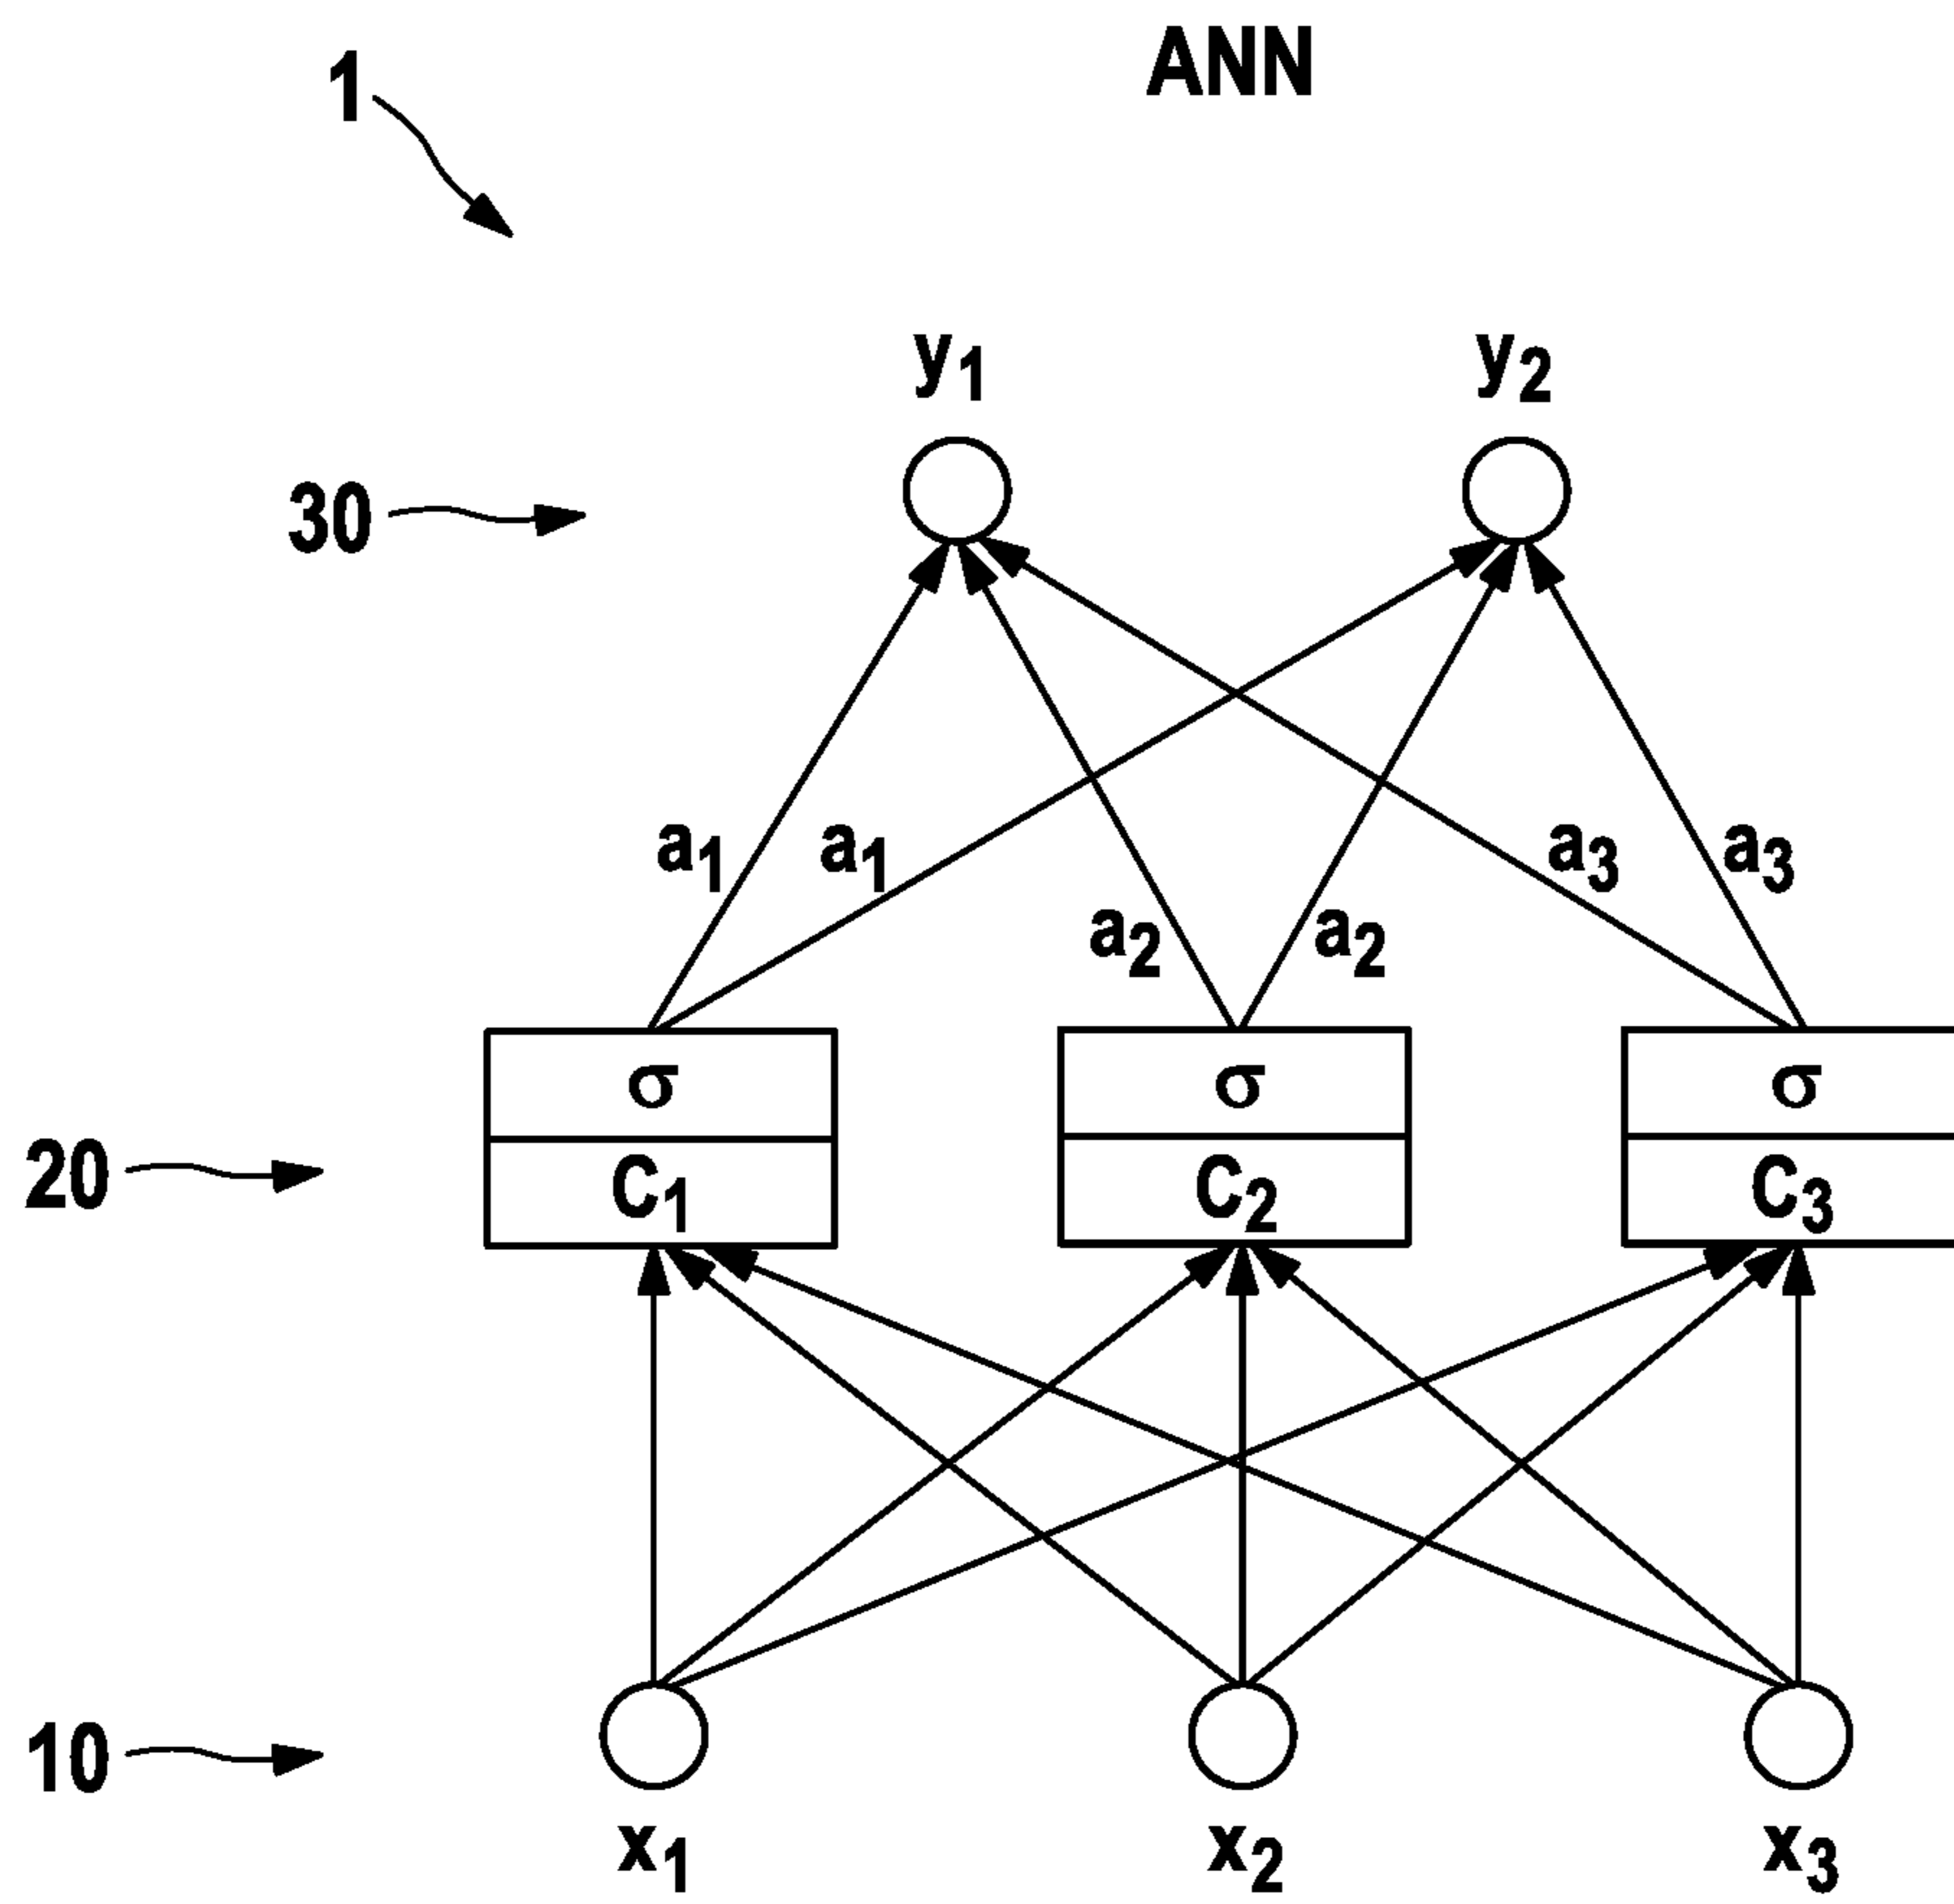 ANN
1
y1 y2
30
a1 a1 a3 a3
a2 a2
σ σ σ
20
C1 C2 C3
10
x1 x2 x3